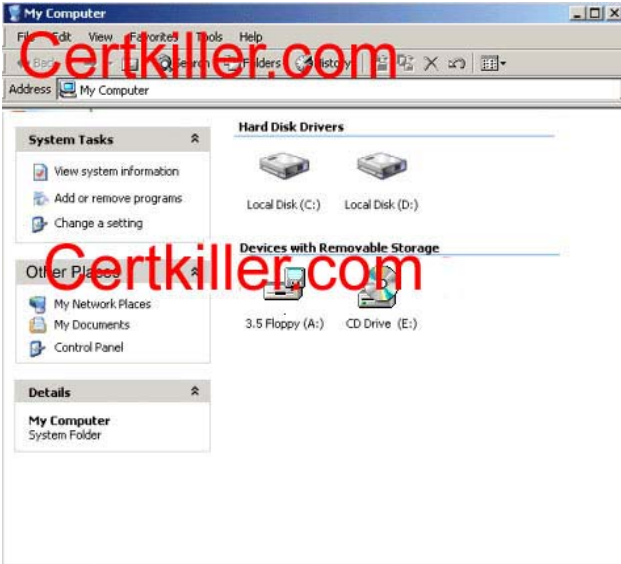 My Computer
File Edit View Favorites Tools Help
Certkiller.com
Back Search Folders History
Address My Computer
System Tasks
View system information
Add or remove programs
Change a setting
Other Places
My Network Places
My Documents
Control Panel
Details
My Computer
System Folder
Hard Disk Drivers
Local Disk (C:) Local Disk (D:)
Devices with Removable Storage
Certkiller.com
3.5 Floppy (A:) CD Drive (E:)